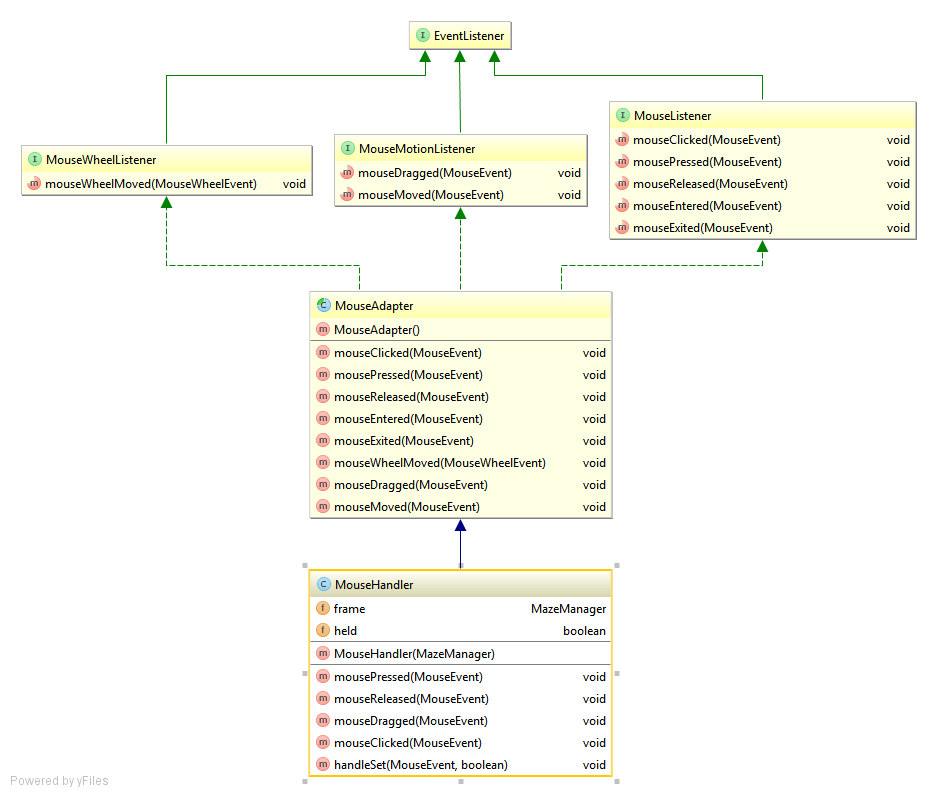 I EventListener
I MouseWheelListener
m mouseWheelMoved(MouseWheelEvent) void
I MouseMotionListener
m mouseDragged(MouseEvent) void
m mouseMoved(MouseEvent) void
I MouseListener
m mouseClicked(MouseEvent) void
m mousePressed(MouseEvent) void
m mouseReleased(MouseEvent) void
m mouseEntered(MouseEvent) void
m mouseExited(MouseEvent) void
C MouseAdapter
m MouseAdapter()
m mouseClicked(MouseEvent) void
m mousePressed(MouseEvent) void
m mouseReleased(MouseEvent) void
m mouseEntered(MouseEvent) void
m mouseExited(MouseEvent) void
m mouseWheelMoved(MouseWheelEvent) void
m mouseDragged(MouseEvent) void
m mouseMoved(MouseEvent) void
C MouseHandler
f frame MazeManager
f held boolean
m MouseHandler(MazeManager)
m mousePressed(MouseEvent) void
m mouseReleased(MouseEvent) void
m mouseDragged(MouseEvent) void
m mouseClicked(MouseEvent) void
m handleSet(MouseEvent, boolean) void
Powered by yFiles